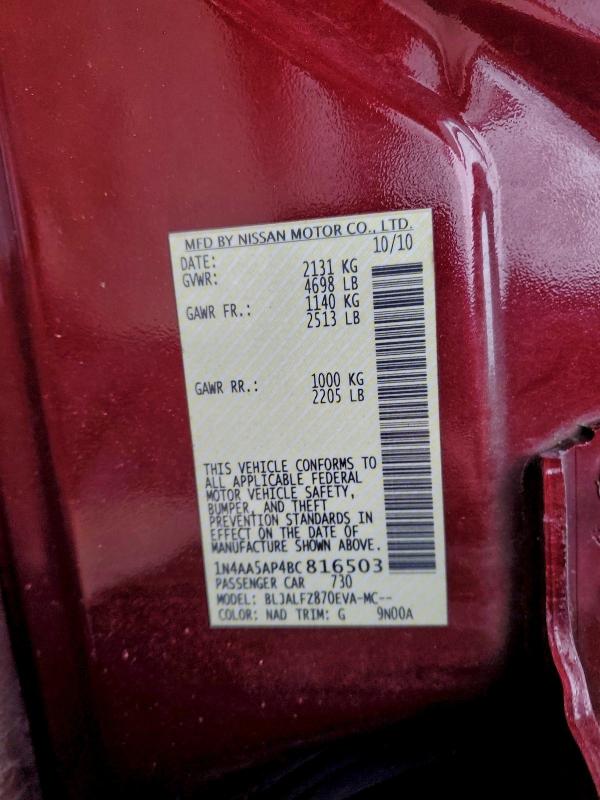 MFD BY NISSAN MOTOR CO., LTD.
DATE: 10/10
GVWR: 2131 KG
4698 LB
GAWR FR.: 1140 KG
2513 LB
GAWR RR.: 1000 KG
2205 LB
THIS VEHICLE CONFORMS TO
ALL APPLICABLE FEDERAL
MOTOR VEHICLE SAFETY,
BUMPER, AND THEFT
PREVENTION STANDARDS IN
EFFECT ON THE DATE OF
MANUFACTURE SHOWN ABOVE.
1N4AA5AP4BC816503
PASSENGER CAR 730
MODEL: BLJALFZ870EVA-MC--
COLOR: NAD TRIM: G 9N00A